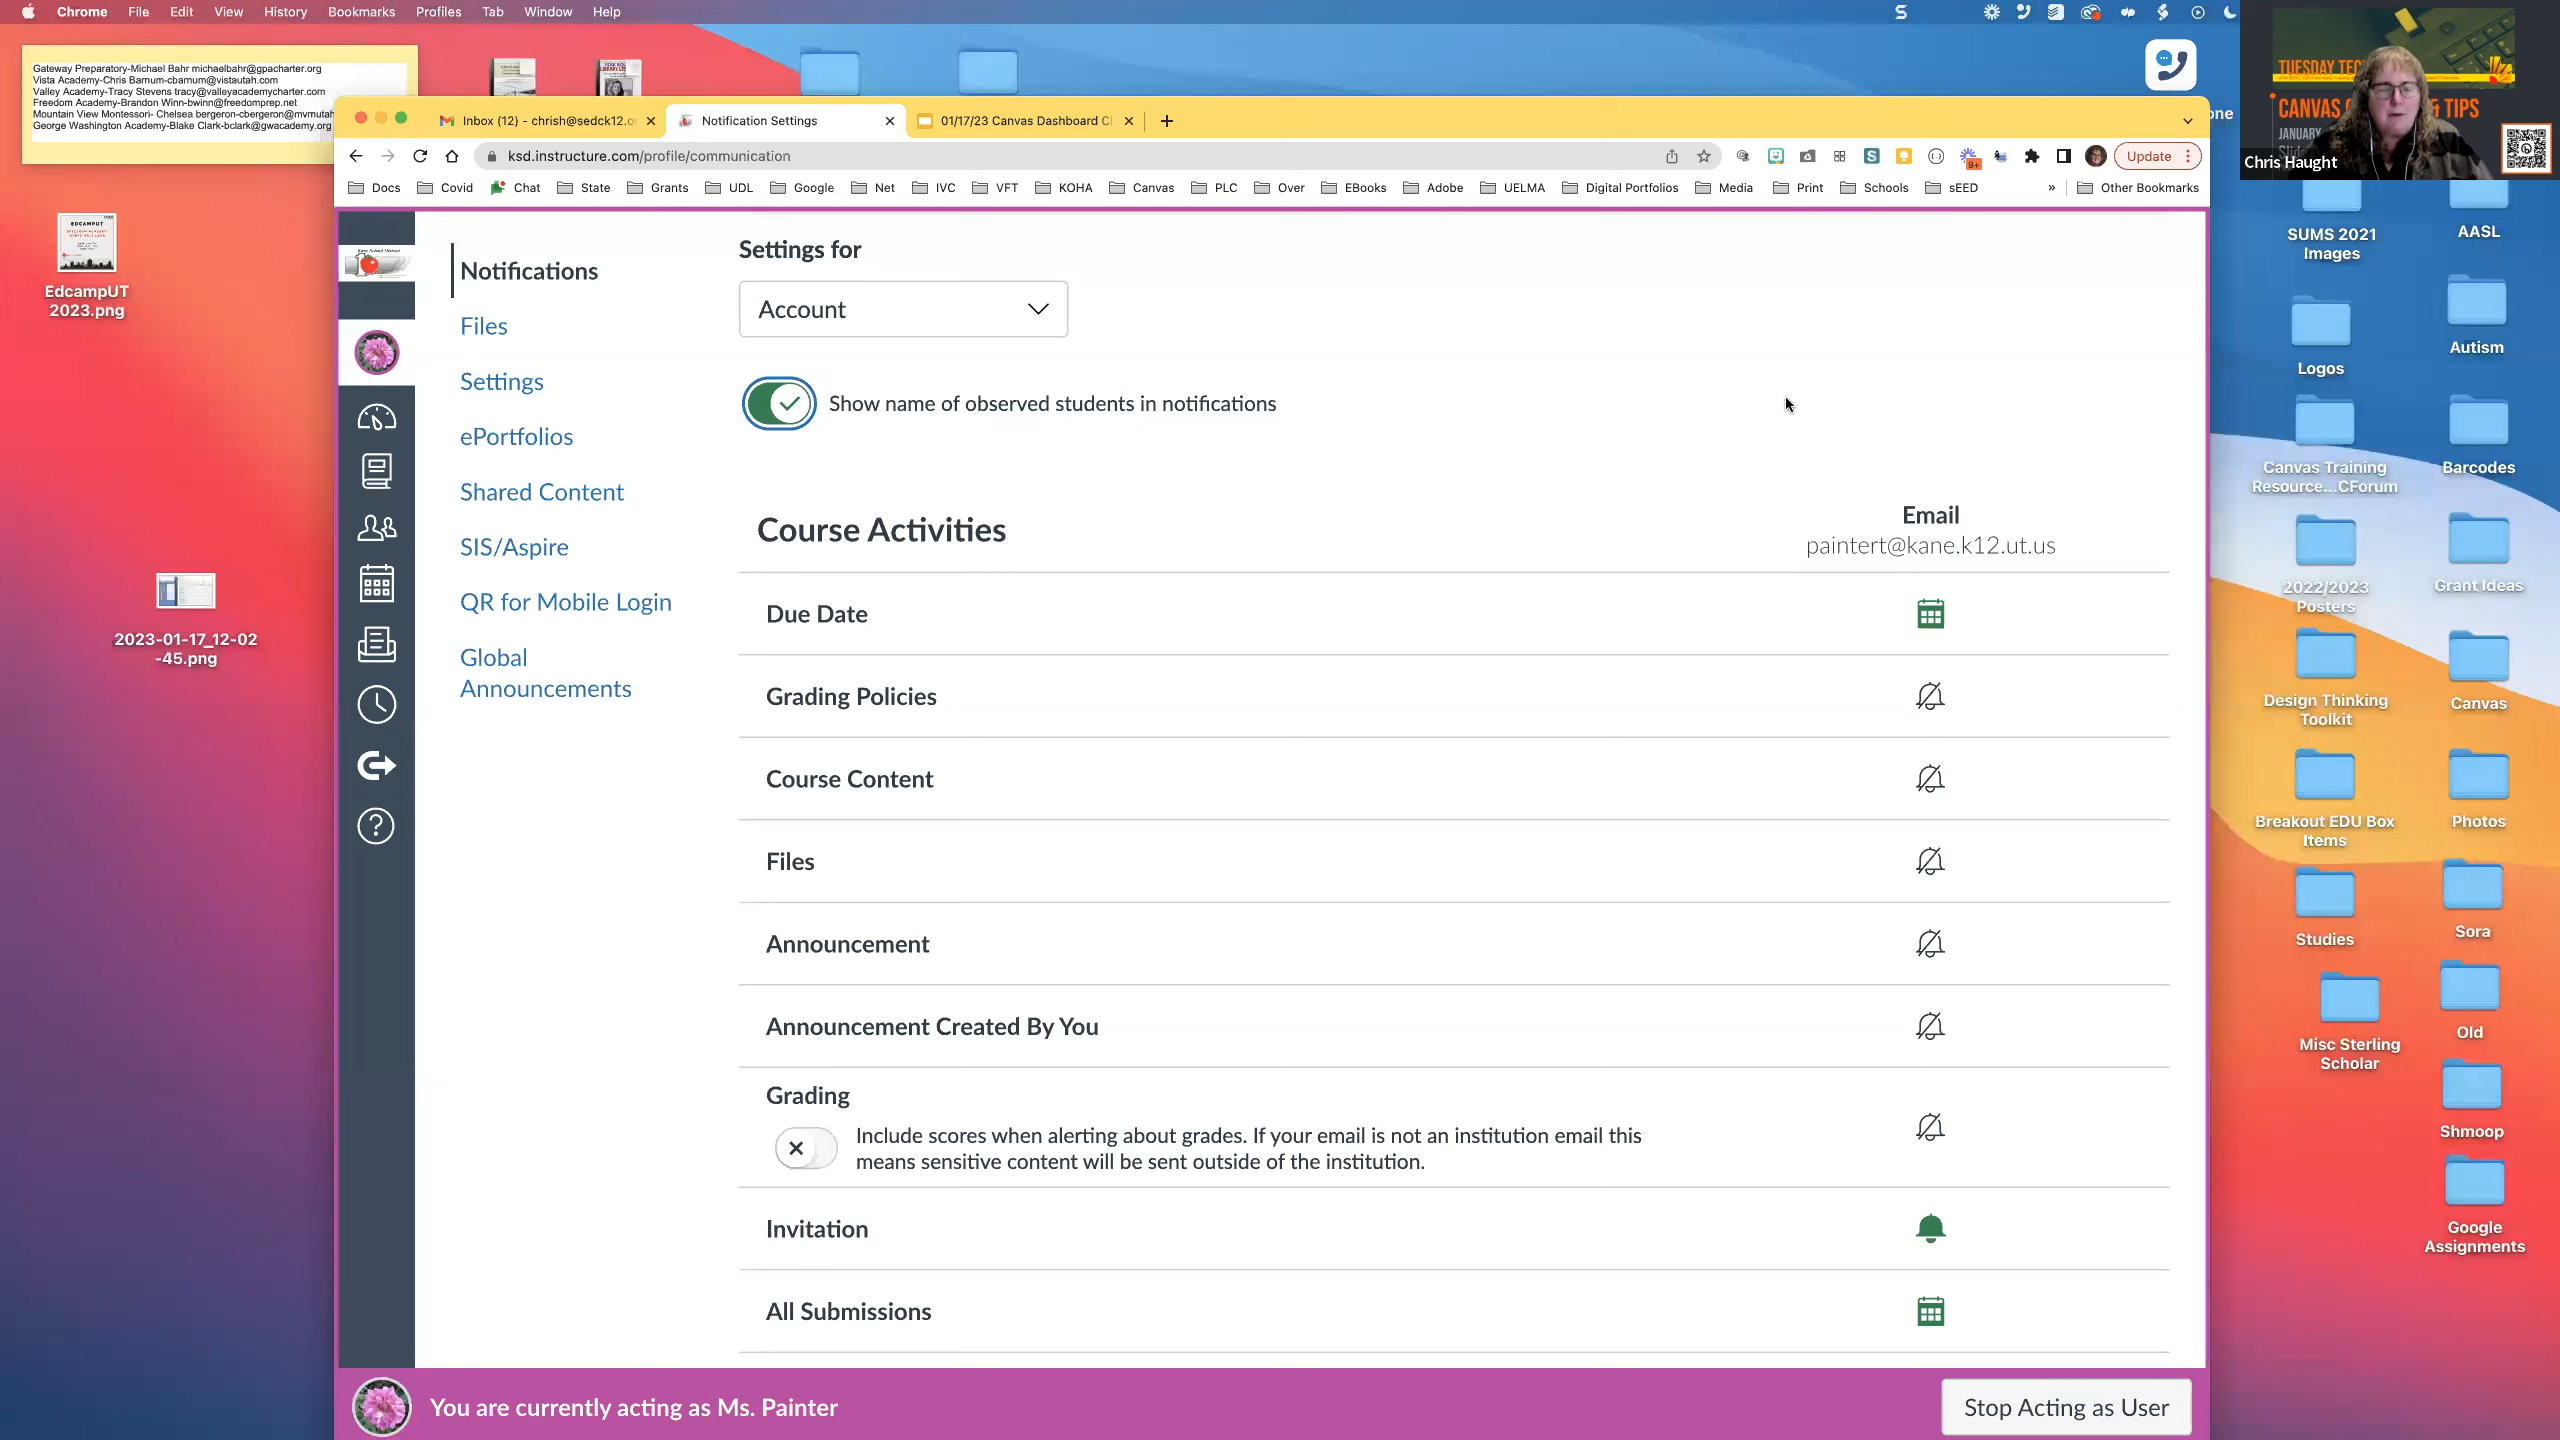 Chrome File Edit View History Bookmarks Profiles Tab Window Help
Gateway Preparatory-Michael Bahr michaelbahr@gpacharter.org
Vista Academy-Chris Barnum-cbarnum@vistautah.com
Valley Academy-Tracy Stevens tracy@valleyacademycharter.com
Freedom Academy-Brandon Winn-bwinn@freedomprep.net
Mountain View Montessori- Chelsea bergeron-cbergeron@mvmutah
George Washington Academy-Blake Clark-bclark@gwacademy.org
TUESDAY TEC
CANVAS & TIPS
JANUARY
Chris Haught
one
Inbox (12) - chrish@sedck12.o
Notification Settings
01/17/23 Canvas Dashboard C
ksd.instructure.com/profile/communication
9+
Update
Docs Covid Chat State Grants UDL Google Net IVC VFT KOHA Canvas PLC Over EBooks Adobe UELMA Digital Portfolios Media Print Schools sEED » Other Bookmarks
EdcampUT
2023.png
2023-01-17_12-02
-45.png
Notifications
Files
Settings
ePortfolios
Shared Content
SIS/Aspire
QR for Mobile Login
Global
Announcements
Settings for
Account
Show name of observed students in notifications
Course Activities
Email
paintert@kane.k12.ut.us
Due Date
Grading Policies
Course Content
Files
Announcement
Announcement Created By You
Grading
Include scores when alerting about grades. If your email is not an institution email this
means sensitive content will be sent outside of the institution.
Invitation
All Submissions
You are currently acting as Ms. Painter
Stop Acting as User
SUMS 2021
Images
AASL
Logos
Autism
Canvas Training
Resource...CForum
Barcodes
2022/2023
Posters
Grant Ideas
Design Thinking
Toolkit
Canvas
Breakout EDU Box
Items
Photos
Studies
Sora
Misc Sterling
Scholar
Old
Shmoop
Google
Assignments